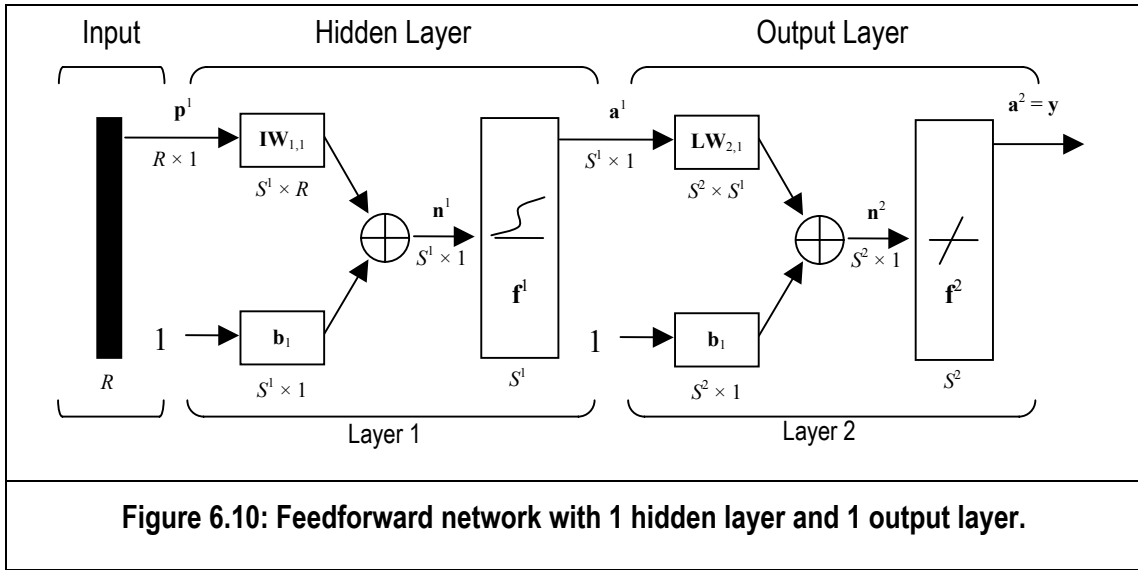 Input Hidden Layer Output Layer
p¹ a¹ a² = y
IW₁,₁ LW₂,₁
R × 1 S¹ × 1
S¹ × R S² × S¹
n¹ n²
S¹ × 1 S² × 1
f¹ f²
1 b₁ 1 b₁
R S¹ × 1 S¹ S² × 1 S²
Layer 1 Layer 2
Figure 6.10: Feedforward network with 1 hidden layer and 1 output layer.